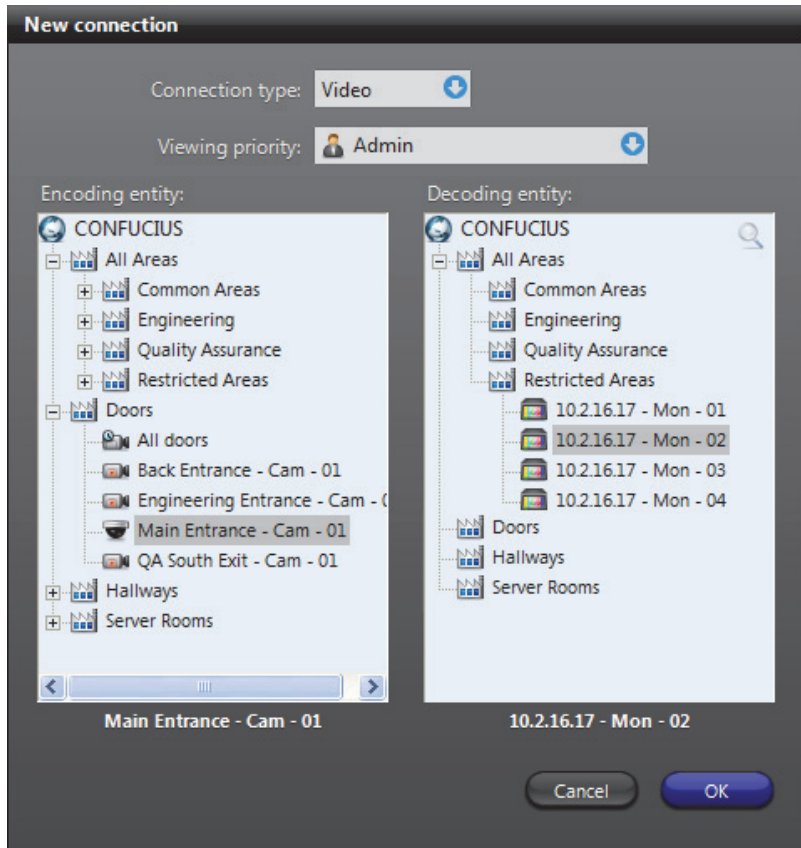 New connection
Connection type: Video
Viewing priority: Admin
Encoding entity:
CONFUCIUS
All Areas
Common Areas
Engineering
Quality Assurance
Restricted Areas
Doors
All doors
Back Entrance - Cam - 01
Engineering Entrance - Cam - (
Main Entrance - Cam - 01
QA South Exit - Cam - 01
Hallways
Server Rooms
Main Entrance - Cam - 01
Decoding entity:
CONFUCIUS
All Areas
Common Areas
Engineering
Quality Assurance
Restricted Areas
10.2.16.17 - Mon - 01
10.2.16.17 - Mon - 02
10.2.16.17 - Mon - 03
10.2.16.17 - Mon - 04
Doors
Hallways
Server Rooms
10.2.16.17 - Mon - 02
Cancel
OK